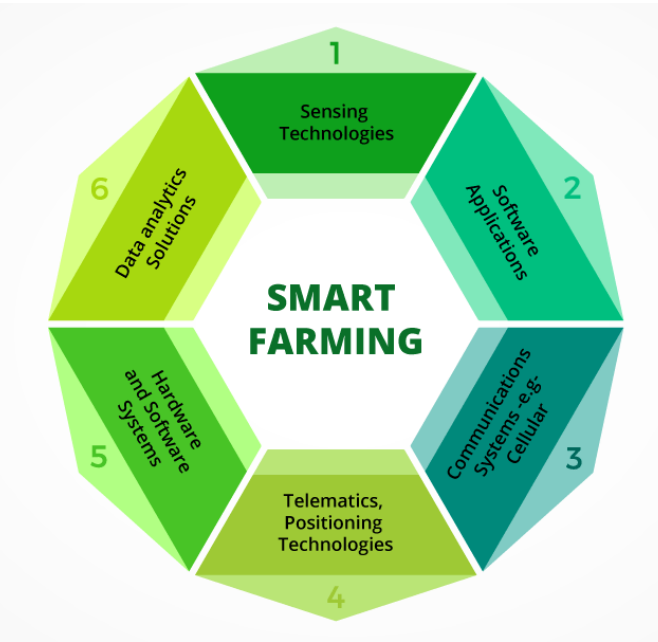 1
Sensing
Technologies
2
Software
Applications
3
Communications
Systems -e.g-
Cellular
4
Telematics,
Positioning
Technologies
5
Hardware
and Software
Systems
6
Data analytics
Solutions
SMART
FARMING